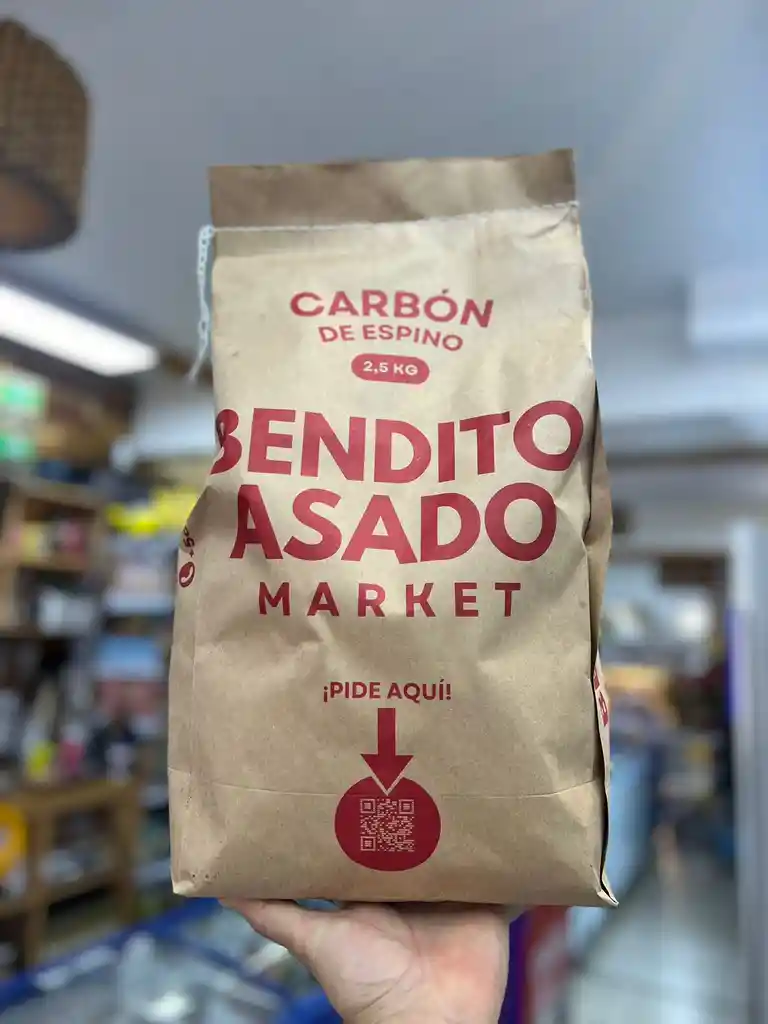 CARBÓN
DE ESPINO
2,5 KG
BENDITO
ASADO
MARKET
¡PIDE AQUÍ!